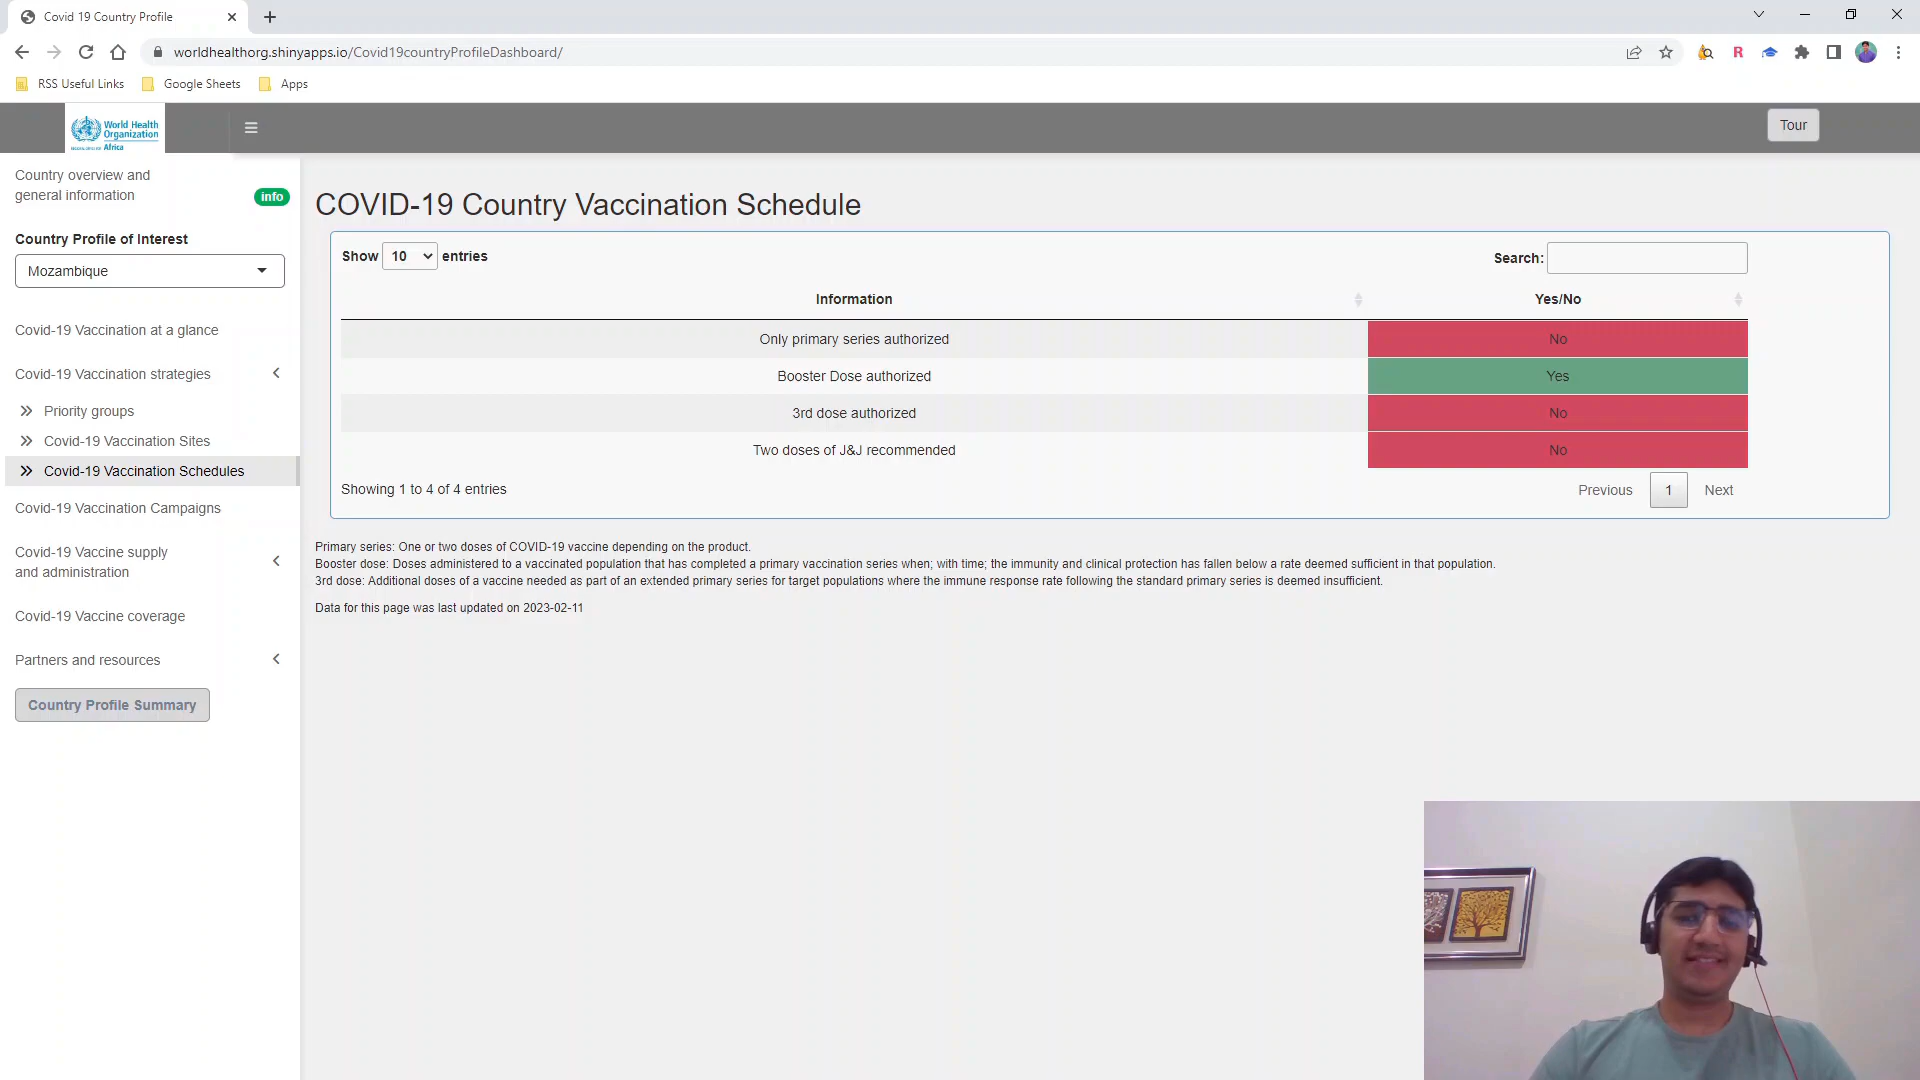 Covid 19 Country Profile
worldhealthorg.shinyapps.io/Covid19countryProfileDashboard/
RSS Useful Links
Google Sheets
Apps
World Health
Organization
Africa
Tour
Country overview and
general information
info
Country Profile of Interest
Mozambique
Covid-19 Vaccination at a glance
Covid-19 Vaccination strategies
Priority groups
Covid-19 Vaccination Sites
Covid-19 Vaccination Schedules
Covid-19 Vaccination Campaigns
Covid-19 Vaccine supply
and administration
Covid-19 Vaccine coverage
Partners and resources
Country Profile Summary
COVID-19 Country Vaccination Schedule
Show 10 entries
Search:
Information Yes/No
Only primary series authorized No
Booster Dose authorized Yes
3rd dose authorized No
Two doses of J&J recommended No
Showing 1 to 4 of 4 entries
Previous 1 Next
Primary series: One or two doses of COVID-19 vaccine depending on the product.
Booster dose: Doses administered to a vaccinated population that has completed a primary vaccination series when; with time; the immunity and clinical protection has fallen below a rate deemed sufficient in that population.
3rd dose: Additional doses of a vaccine needed as part of an extended primary series for target populations where the immune response rate following the standard primary series is deemed insufficient.
Data for this page was last updated on 2023-02-11